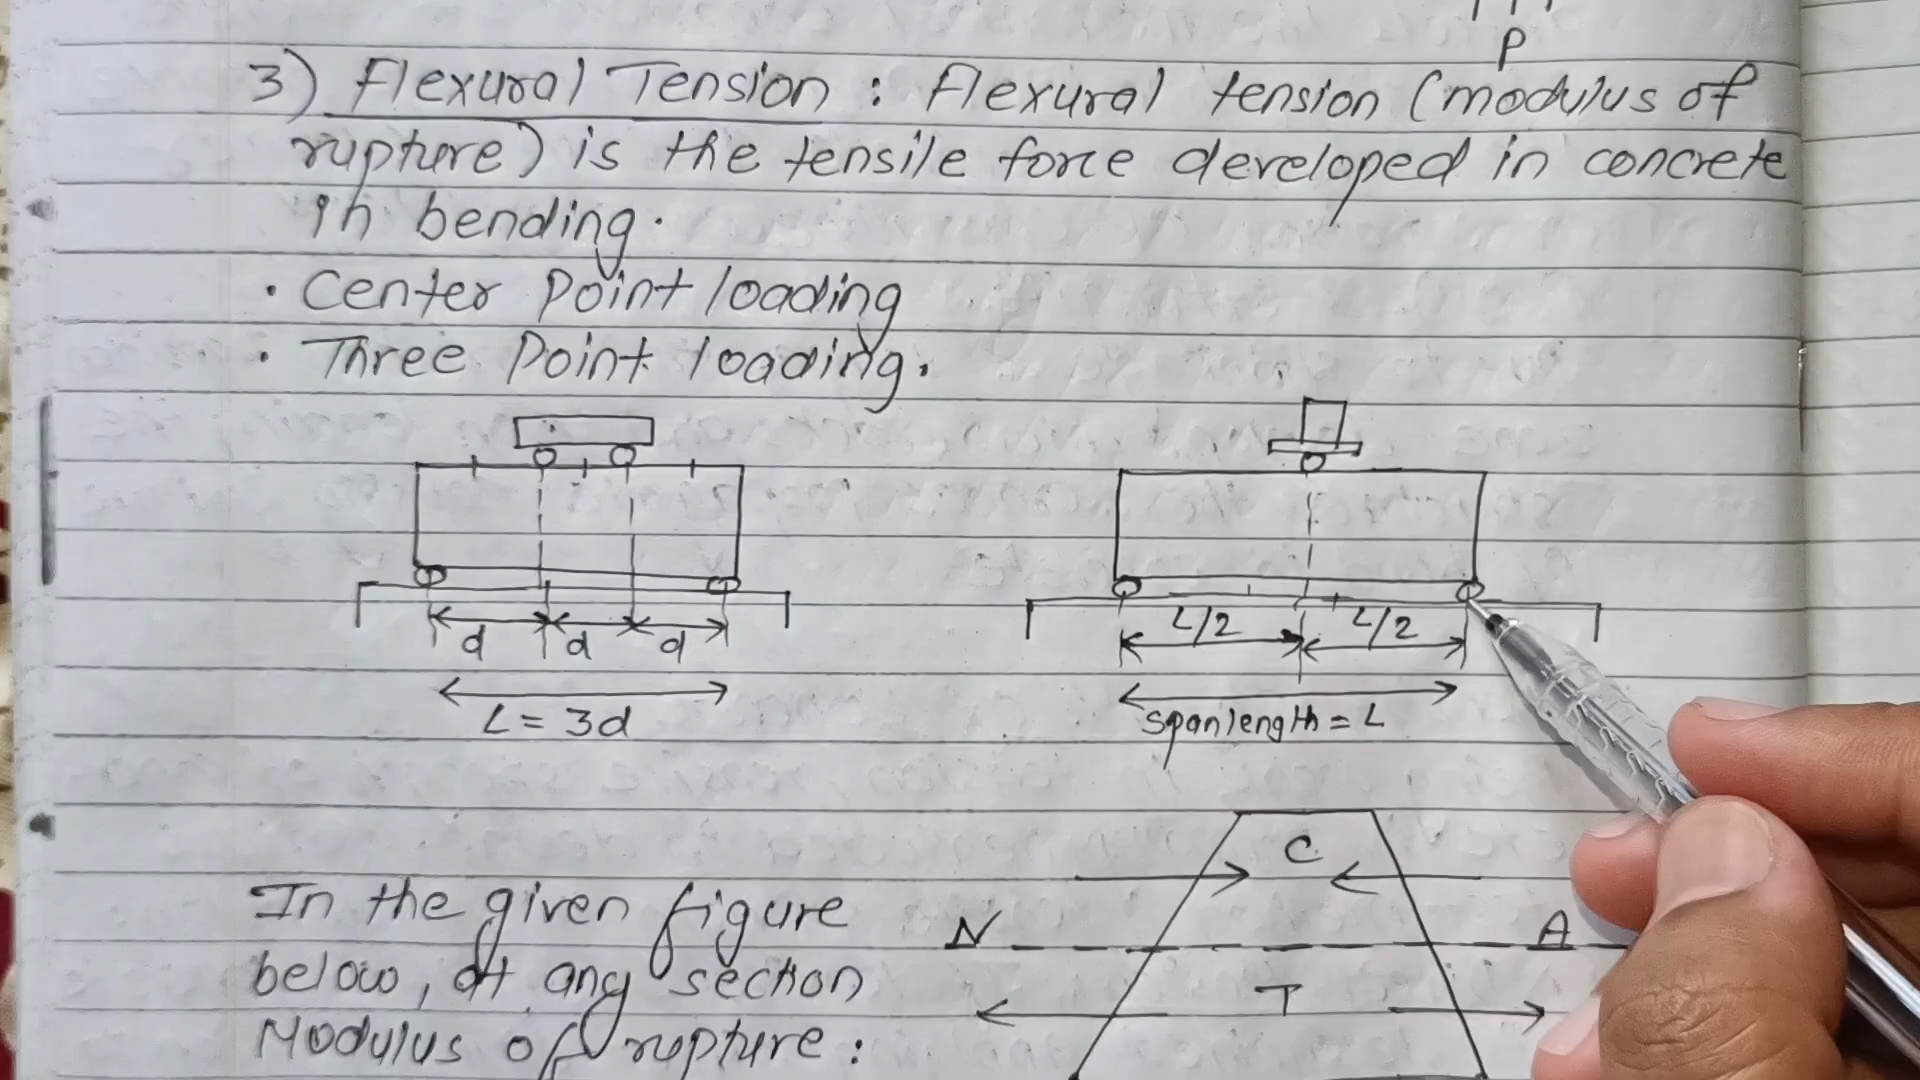 P
3) Flexural Tension : Flexural tension (modulus of
rupture) is the tensile force developed in concrete
in bending.
• Center Point loading
• Three Point loading.
d d d
L = 3d
L/2 L/2
Span length = L
C
N A
T
In the given figure
below, at any section
Modulus of rupture :